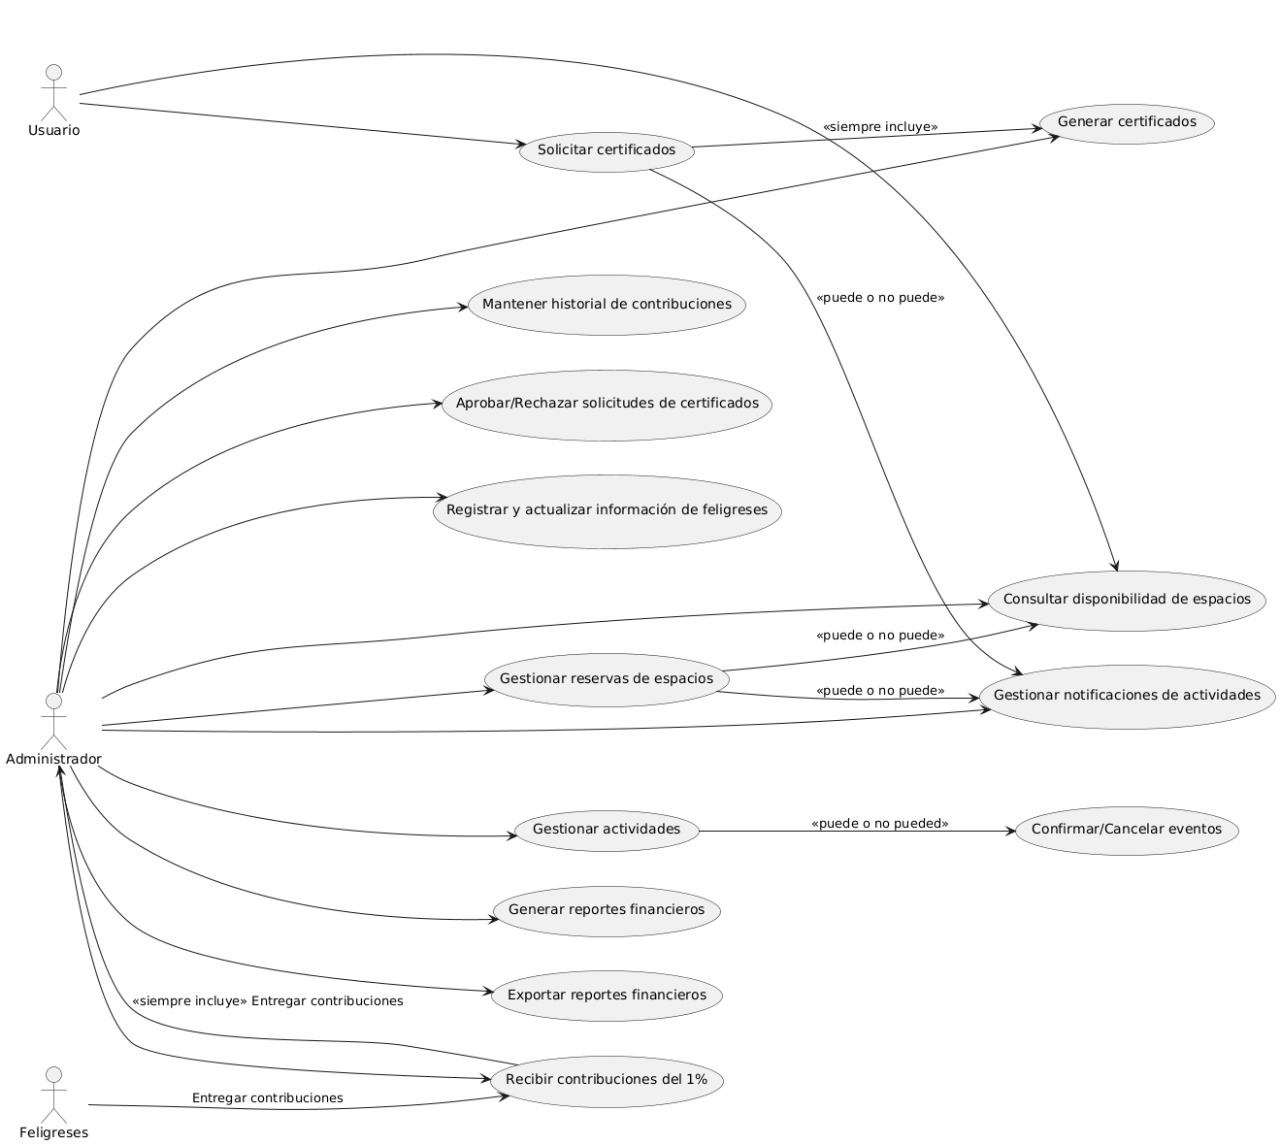 Usuario
«siempre incluye»
Generar certificados
Solicitar certificados
«puede o no puede»
Mantener historial de contribuciones
Aprobar/Rechazar solicitudes de certificados
Registrar y actualizar información de feligreses
Consultar disponibilidad de espacios
«puede o no puede»
Gestionar reservas de espacios
«puede o no puede»
Gestionar notificaciones de actividades
Administrador
Gestionar actividades
«puede o no pueded»
Confirmar/Cancelar eventos
Generar reportes financieros
Exportar reportes financieros
«siempre incluye» Entregar contribuciones
Recibir contribuciones del 1%
Entregar contribuciones
Feligreses